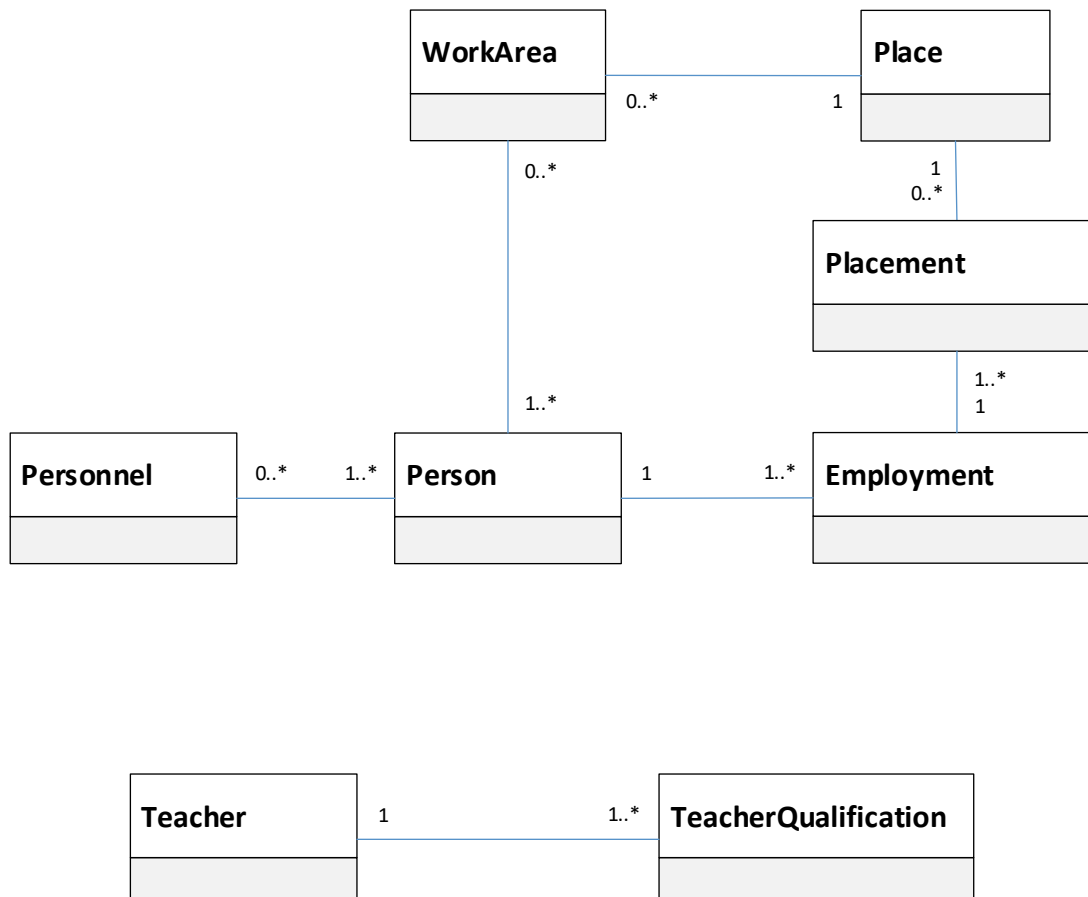 WorkArea
Place
0..*
1
0..*
1
0..*
Placement
1..*
1..*
1
Personnel
0..*
1..*
Person
1
1..*
Employment
Teacher
1
1..*
TeacherQualification